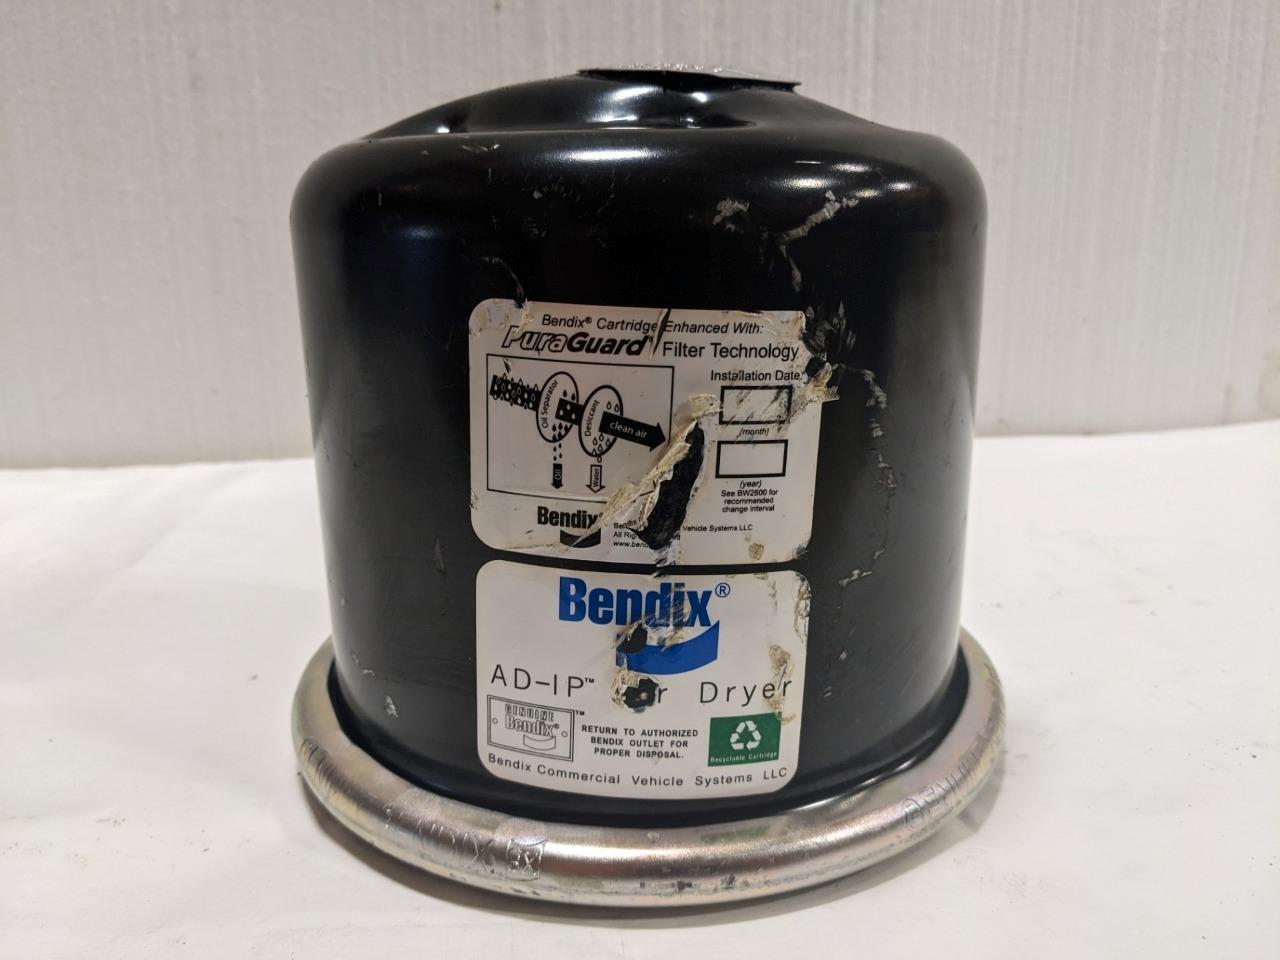 Bendix® Cartridge Enhanced With:
PuraGuard Filter Technology
Installation Date:
Oil Separator
Desiccant
clean air
Oil
Water
(month)
(year)
See BW2600 for
recommended
change interval
Bendix
Vehicle Systems LLC
All
www.
Bendix®
AD-IP™ Dryer
GENUINE
Bendix®
™
RETURN TO AUTHORIZED
BENDIX OUTLET FOR
PROPER DISPOSAL.
Recyclable Cartridge
Bendix Commercial Vehicle Systems LLC